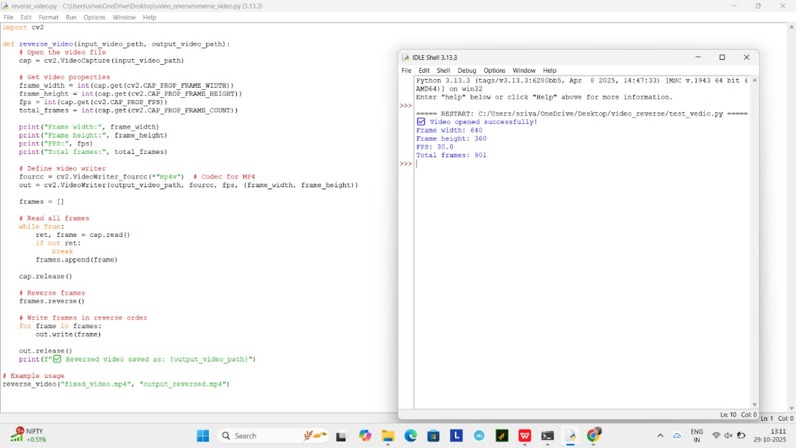 reverse_video.py - C:\Users\sriva\OneDrive\Desktop\video_reverse\reverse_video.py (3.13.3)
File Edit Format Run Options Window Help
import cv2
def reverse_video(input_video_path, output_video_path):
# Open the video file
cap = cv2.VideoCapture(input_video_path)
# Get video properties
frame_width = int(cap.get(cv2.CAP_PROP_FRAME_WIDTH))
frame_height = int(cap.get(cv2.CAP_PROP_FRAME_HEIGHT))
fps = int(cap.get(cv2.CAP_PROP_FPS))
total_frames = int(cap.get(cv2.CAP_PROP_FRAME_COUNT))
print("Frame width:", frame_width)
print("Frame height:", frame_height)
print("FPS:", fps)
print("Total frames:", total_frames)
# Define video writer
fourcc = cv2.VideoWriter_fourcc(*"mp4v")  # Codec for MP4
out = cv2.VideoWriter(output_video_path, fourcc, fps, (frame_width, frame_height))
frames = []
# Read all frames
while True:
ret, frame = cap.read()
if not ret:
break
frames.append(frame)
cap.release()
# Reverse frames
frames.reverse()
# Write frames in reverse order
for frame in frames:
out.write(frame)
out.release()
print(f"✅ Reversed video saved as: {output_video_path}")
# Example usage
reverse_video("fixed_video.mp4", "output_reversed.mp4")
IDLE Shell 3.13.3
File Edit Shell Debug Options Window Help
Python 3.13.3 (tags/v3.13.3:6280bb5, Apr  8 2025, 14:47:33) [MSC v.1943 64 bit (
AMD64)] on win32
Enter "help" below or click "Help" above for more information.
>>>
===== RESTART: C:/Users/sriva/OneDrive/Desktop/video_reverse/test_vedio.py =====
✅ Video opened successfully!
Frame width: 640
Frame height: 360
FPS: 30.0
Total frames: 901
>>>
Ln: 10 Col: 0
Ln: 1 Col: 0
NIFTY
+0.51%
Search
ENG
IN
13:11
29-10-2025